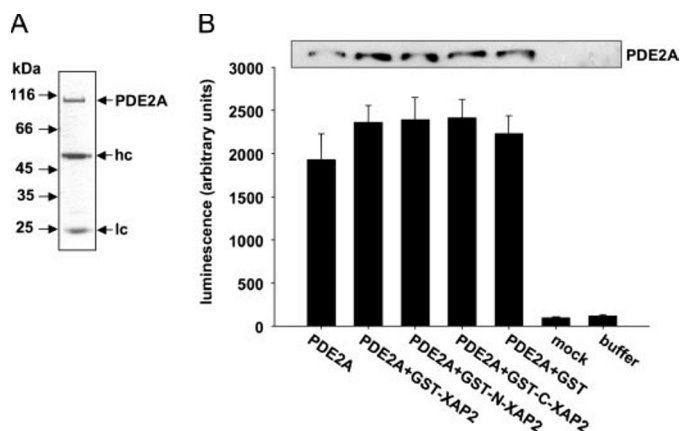 A
kDa
116
66
45
35
25
PDE2A
hc
lc
B
PDE2A
luminescence (arbitrary units)
3000
2500
2000
1500
1000
500
0
PDE2A
PDE2A+GST-XAP2
PDE2A+GST-N-XAP2
PDE2A+GST-C-XAP2
PDE2A+GST
mock
buffer